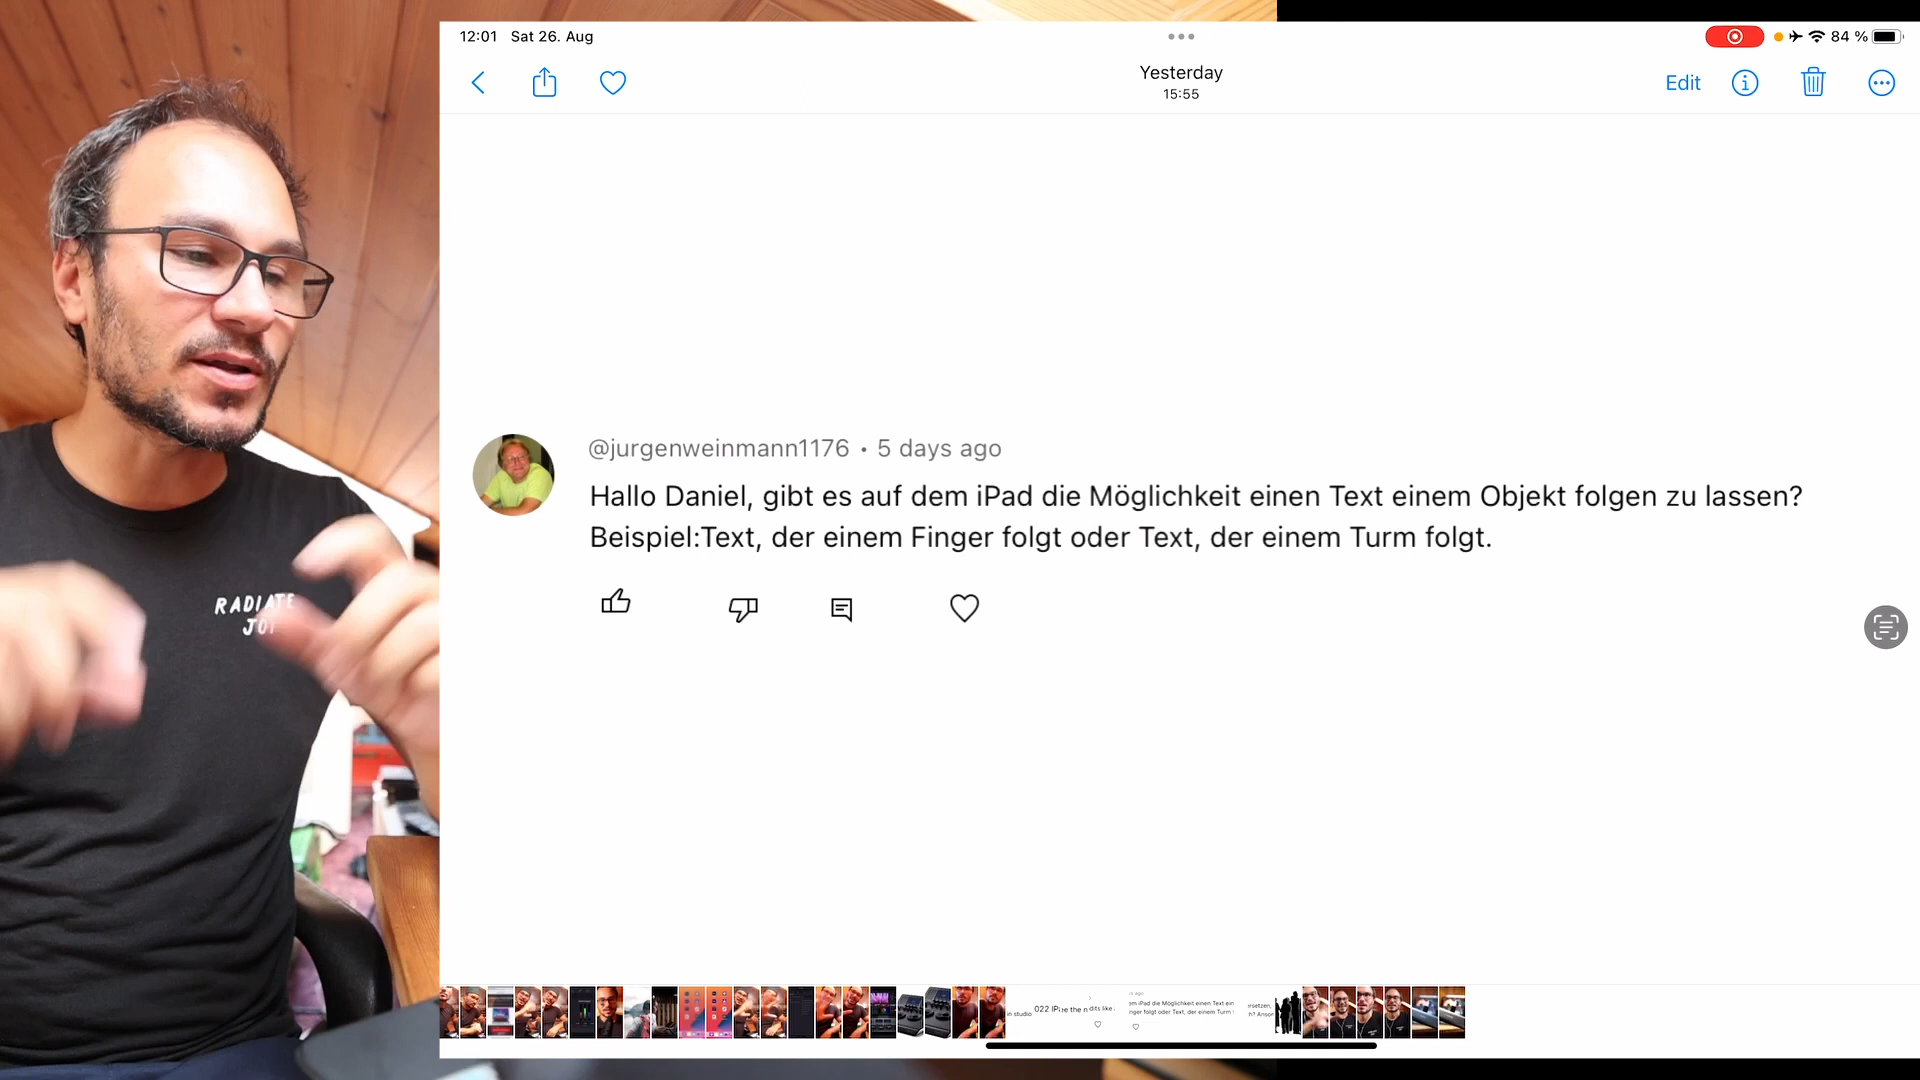 12:01 Sat 26. Aug
84 %
Yesterday
15:55
Edit
@jurgenweinmann1176 • 5 days ago
Hallo Daniel, gibt es auf dem iPad die Möglichkeit einen Text einem Objekt folgen zu lassen?
Beispiel:Text, der einem Finger folgt oder Text, der einem Turm folgt.
RADIATE
JOY